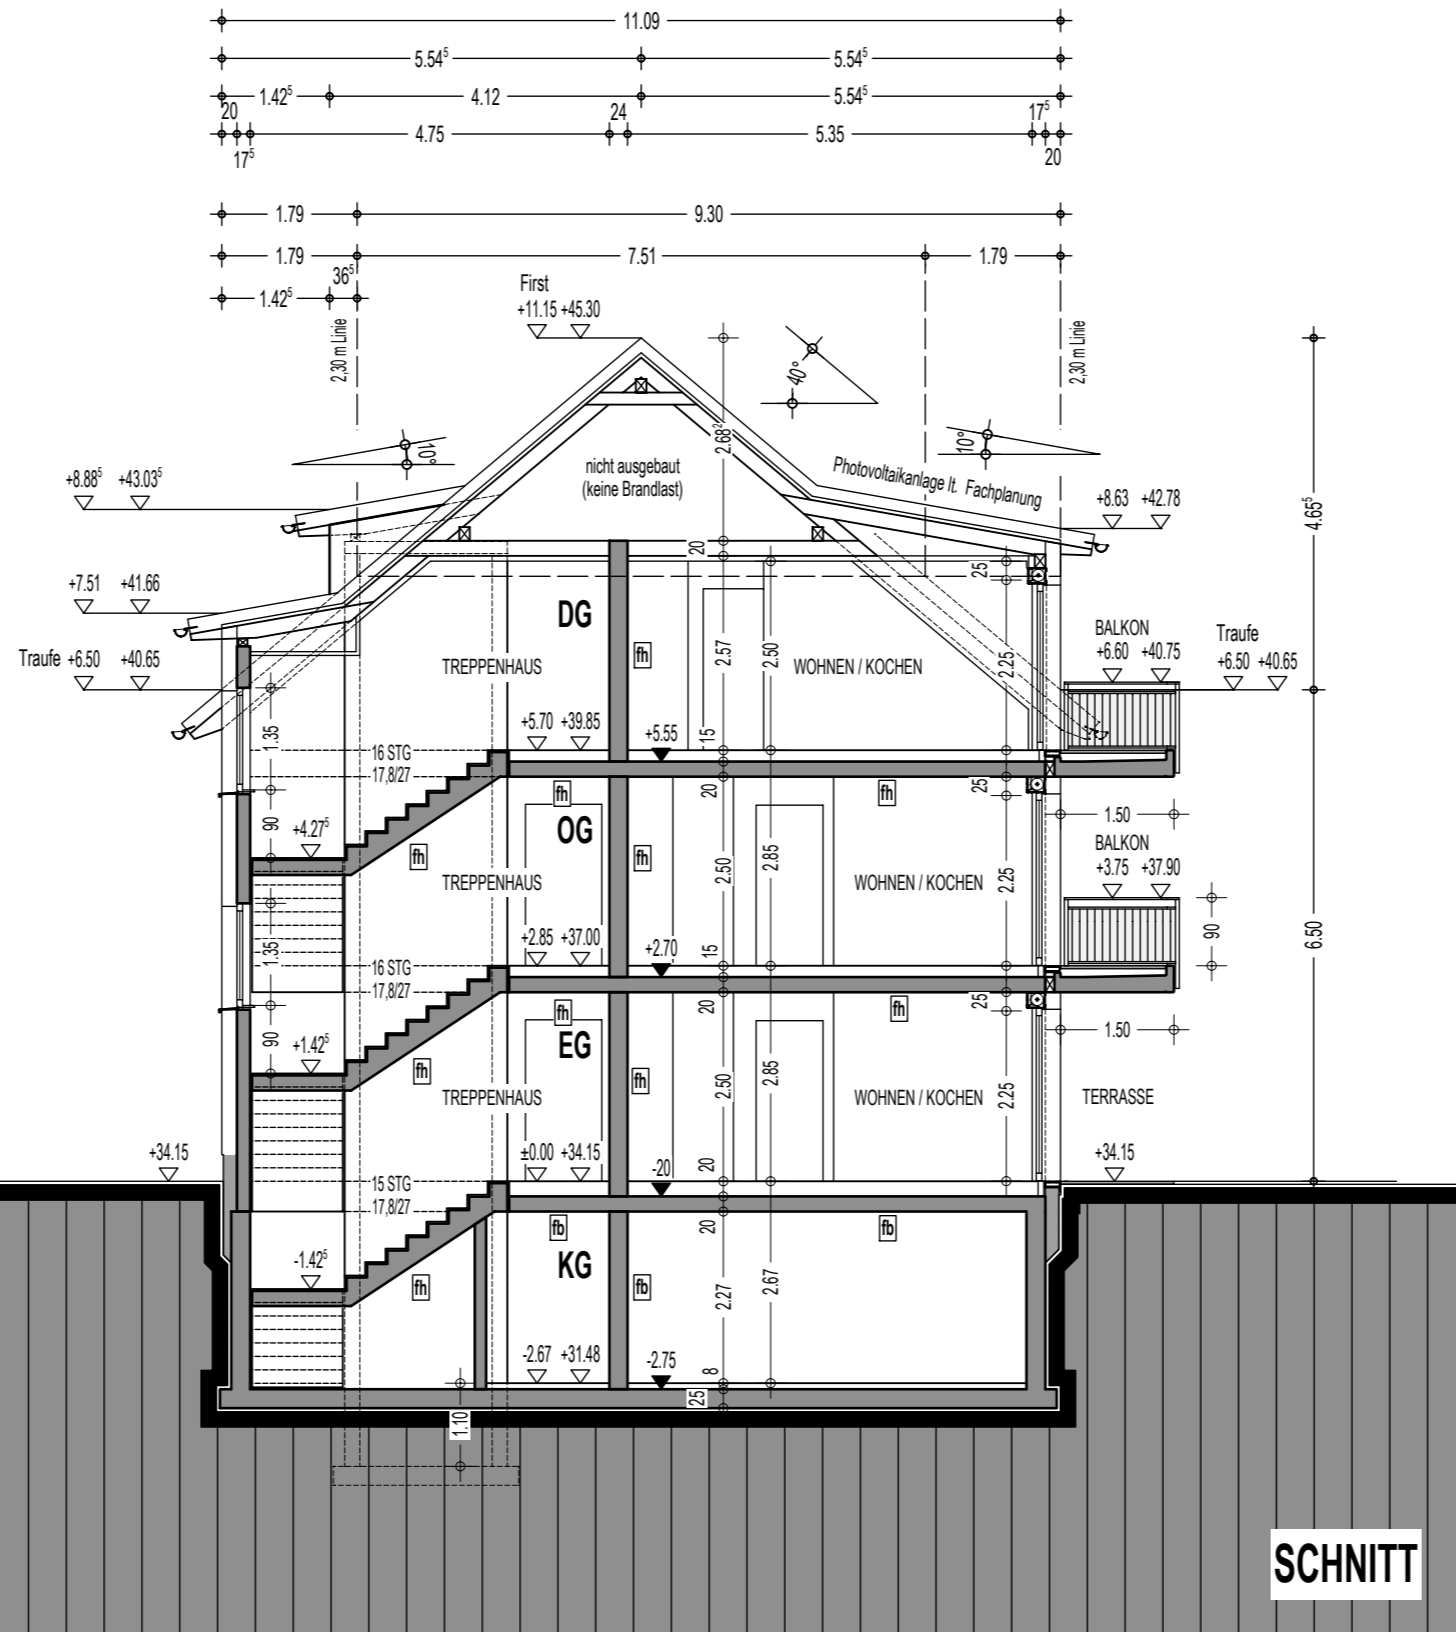 11.09
5.54⁵ 5.54⁵
1.42⁵ 4.12 5.54⁵
20 24 17⁵
4.75 5.35
17⁵ 20
1.79 9.30
1.79 7.51 1.79
36⁵
1.42⁵
2,30 m Linie
2,30 m Linie
First
+11.15 +45.30
40°
10°
10°
2.68²
4.65⁵
nicht ausgebaut
(keine Brandlast)
Photovoltaikanlage lt. Fachplanung
+8.88⁵ +43.03⁵
+8.63 +42.78
20
25
+7.51 +41.66
DG
BALKON
+6.60 +40.75
Traufe
+6.50 +40.65
Traufe +6.50 +40.65
TREPPENHAUS
fh
2.57
2.50
WOHNEN / KOCHEN
2.25
1.35
+5.70 +39.85
+5.55
15
16 STG
17,8/27
fh
20
fh
25
1.50
90
+4.27⁵
OG
BALKON
+3.75 +37.90
fh
fh
2.50
2.85
TREPPENHAUS
WOHNEN / KOCHEN
2.25
90
6.50
1.35
+2.85 +37.00
+2.70
15
16 STG
17,8/27
fh
20
fh
25
1.50
90
+1.42⁵
EG
fh
fh
2.50
2.85
TREPPENHAUS
WOHNEN / KOCHEN
2.25
TERRASSE
+34.15
±0.00 +34.15
-20
20
+34.15
15 STG
17,8/27
fb
20
fb
-1.42⁵
KG
fh
fb
2.27
2.67
-2.67 +31.48
-2.75
8
25
1.10
SCHNITT